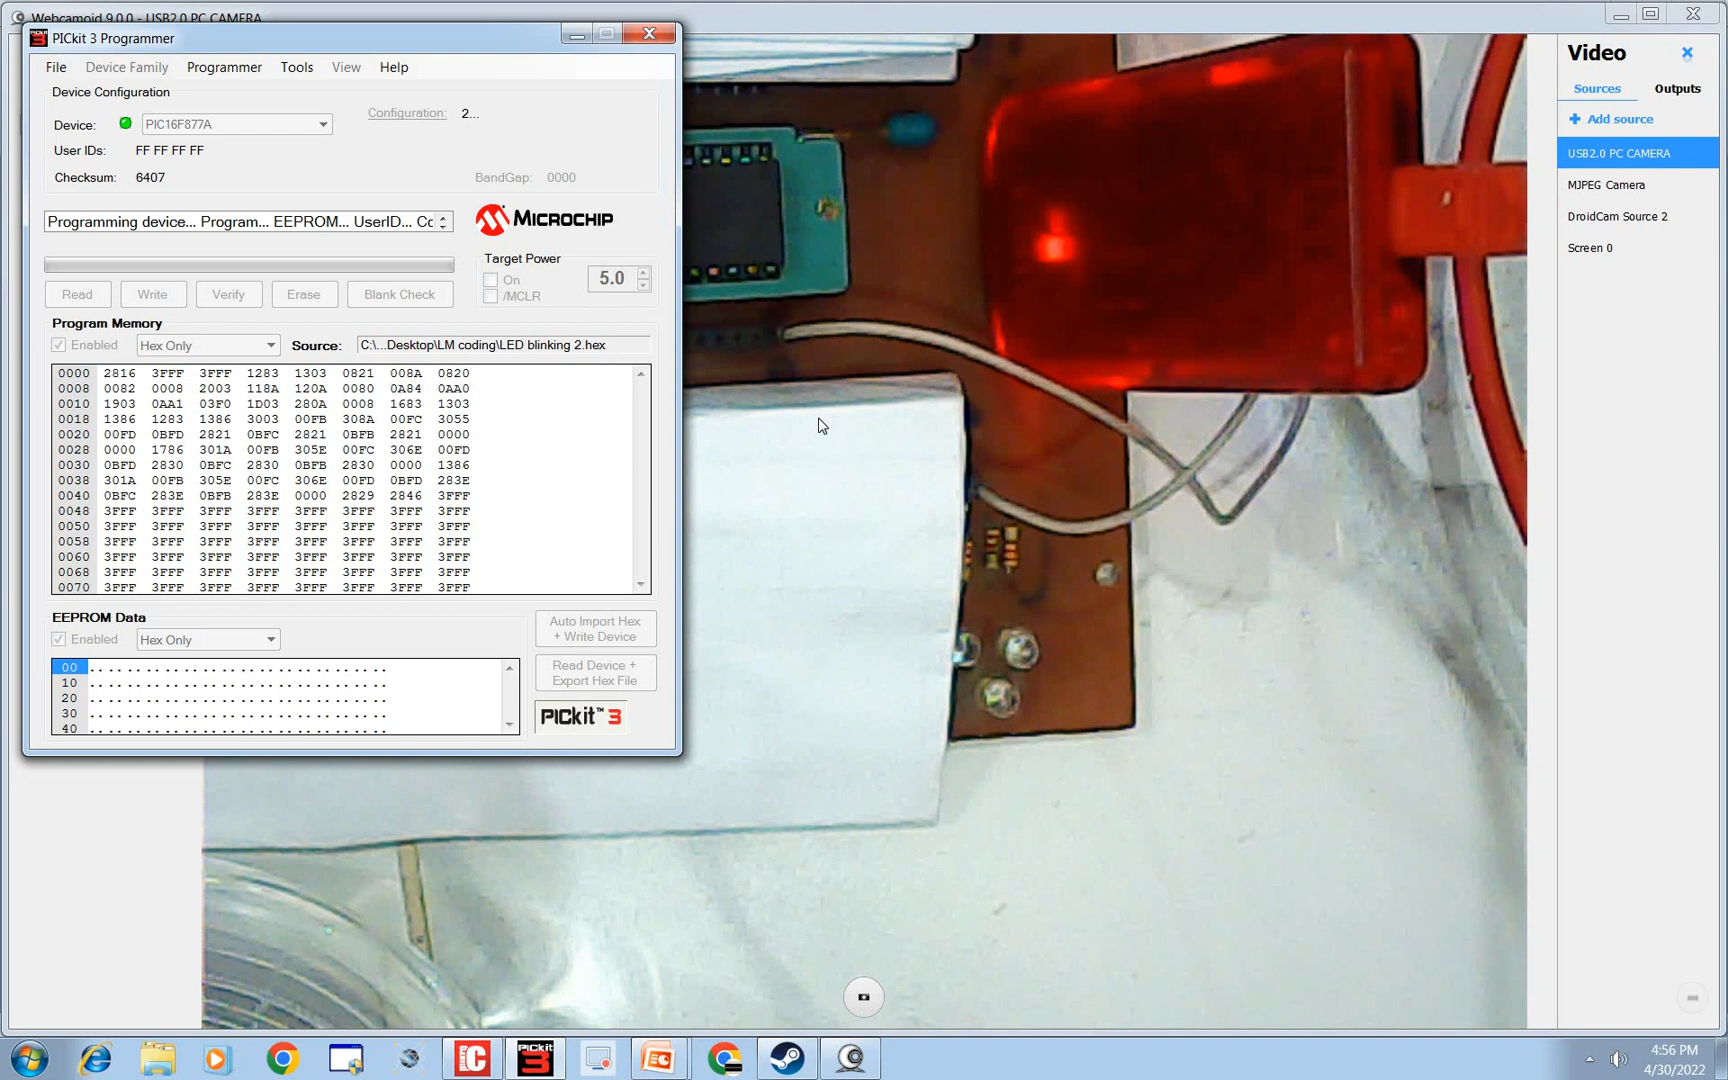 Webcamoid 9.0.0 - USB2.0 PC CAMERA
PICkit 3 Programmer
File Device Family Programmer Tools View Help
Device Configuration
Device: PIC16F877A Configuration: 2...
User IDs: FF FF FF FF
Checksum: 6407 BandGap: 0000
Programming device... Program... EEPROM... UserID... Cc
MICROCHIP
Target Power
On 5.0
/MCLR
Read Write Verify Erase Blank Check
Program Memory
Enabled Hex Only Source: C:\...Desktop\LM coding\LED blinking 2.hex
0000 2816 3FFF 3FFF 1283 1303 0821 008A 0820
0008 0082 0008 2003 118A 120A 0080 0A84 0AA0
0010 1903 0AA1 03F0 1D03 280A 0008 1683 1303
0018 1386 1283 1386 3003 00FB 308A 00FC 3055
0020 00FD 0BFD 2821 0BFC 2821 0BFB 2821 0000
0028 0000 1786 301A 00FB 305E 00FC 306E 00FD
0030 0BFD 2830 0BFC 2830 0BFB 2830 0000 1386
0038 301A 00FB 305E 00FC 306E 00FD 0BFD 283E
0040 0BFC 283E 0BFB 283E 0000 2829 2846 3FFF
0048 3FFF 3FFF 3FFF 3FFF 3FFF 3FFF 3FFF 3FFF
0050 3FFF 3FFF 3FFF 3FFF 3FFF 3FFF 3FFF 3FFF
0058 3FFF 3FFF 3FFF 3FFF 3FFF 3FFF 3FFF 3FFF
0060 3FFF 3FFF 3FFF 3FFF 3FFF 3FFF 3FFF 3FFF
0068 3FFF 3FFF 3FFF 3FFF 3FFF 3FFF 3FFF 3FFF
0070 3FFF 3FFF 3FFF 3FFF 3FFF 3FFF 3FFF 3FFF
EEPROM Data
Enabled Hex Only
00 . . . . . . . . . . . . . . . . . . . . . . . . . .
10 . . . . . . . . . . . . . . . . . . . . . . . . . .
20 . . . . . . . . . . . . . . . . . . . . . . . . . .
30 . . . . . . . . . . . . . . . . . . . . . . . . . .
40 . . . . . . . . . . . . . . . . . . . . . . . . . .
Auto Import Hex
+ Write Device
Read Device +
Export Hex File
PICkit™ 3
Video
Sources Outputs
+ Add source
USB2.0 PC CAMERA
MJPEG Camera
DroidCam Source 2
Screen 0
PICkit
3
4:56 PM
4/30/2022